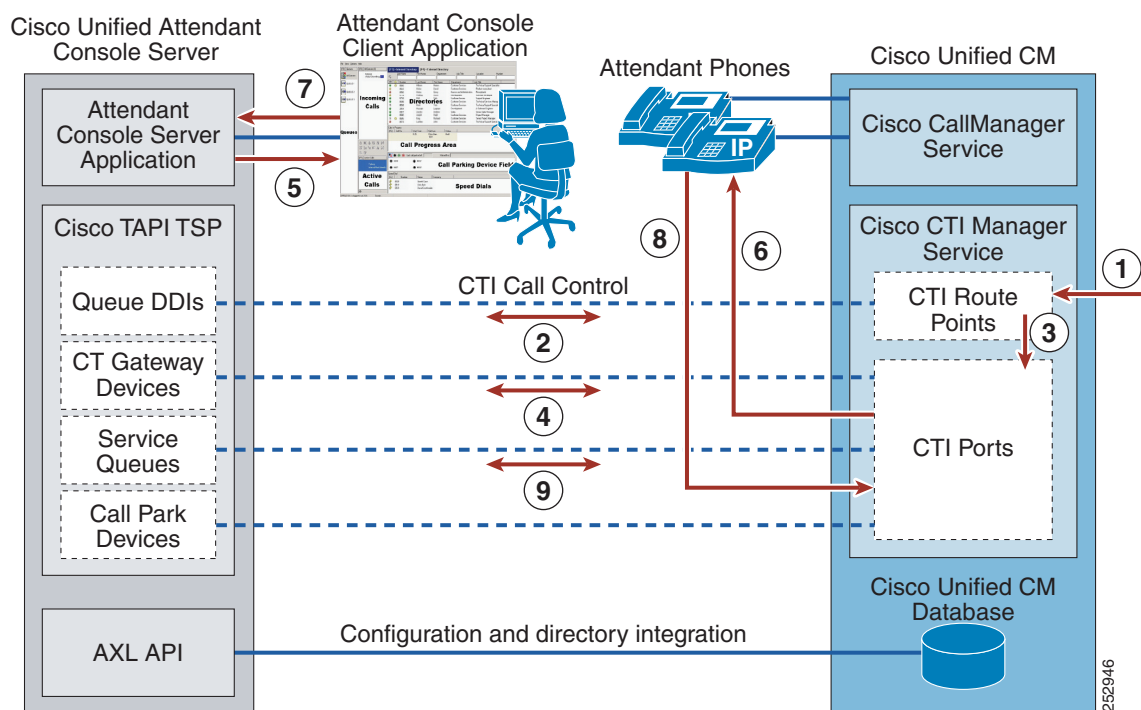 Cisco Unified Attendant
Console Server
Attendant Console
Client Application
Attendant Phones
Cisco Unified CM
Attendant
Console Server
Application
7
5
Incoming
Calls
Queues
Directories
Call Progress Area
Call Parking Device Field
Active
Calls
Speed Dials
IP
Cisco CallManager
Service
Cisco TAPI TSP
Queue DDIs
CT Gateway
Devices
Service
Queues
Call Park
Devices
CTI Call Control
2
4
9
8
6
Cisco CTI Manager
Service
CTI Route
Points
1
3
CTI Ports
AXL API
Configuration and directory integration
Cisco Unified CM
Database
252946